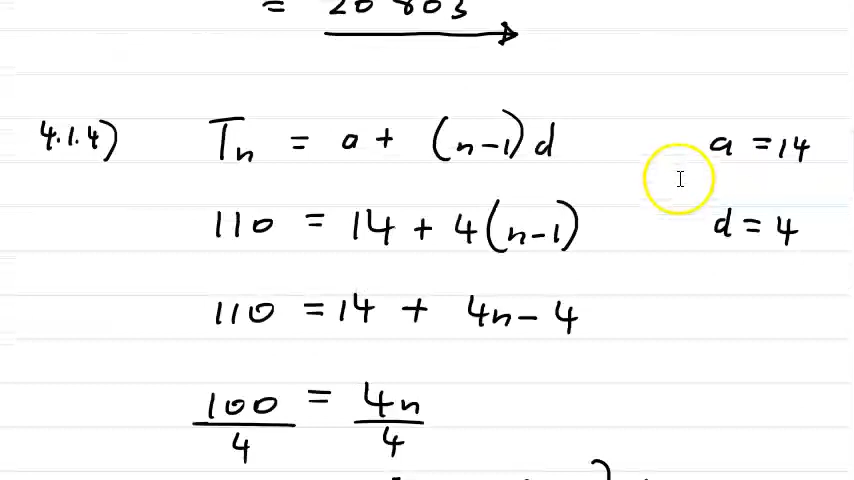 = 20 803
4.1.4) Tn = a + (n-1)d a = 14
110 = 14 + 4(n-1) d = 4
110 = 14 + 4n - 4
100/4 = 4n/4